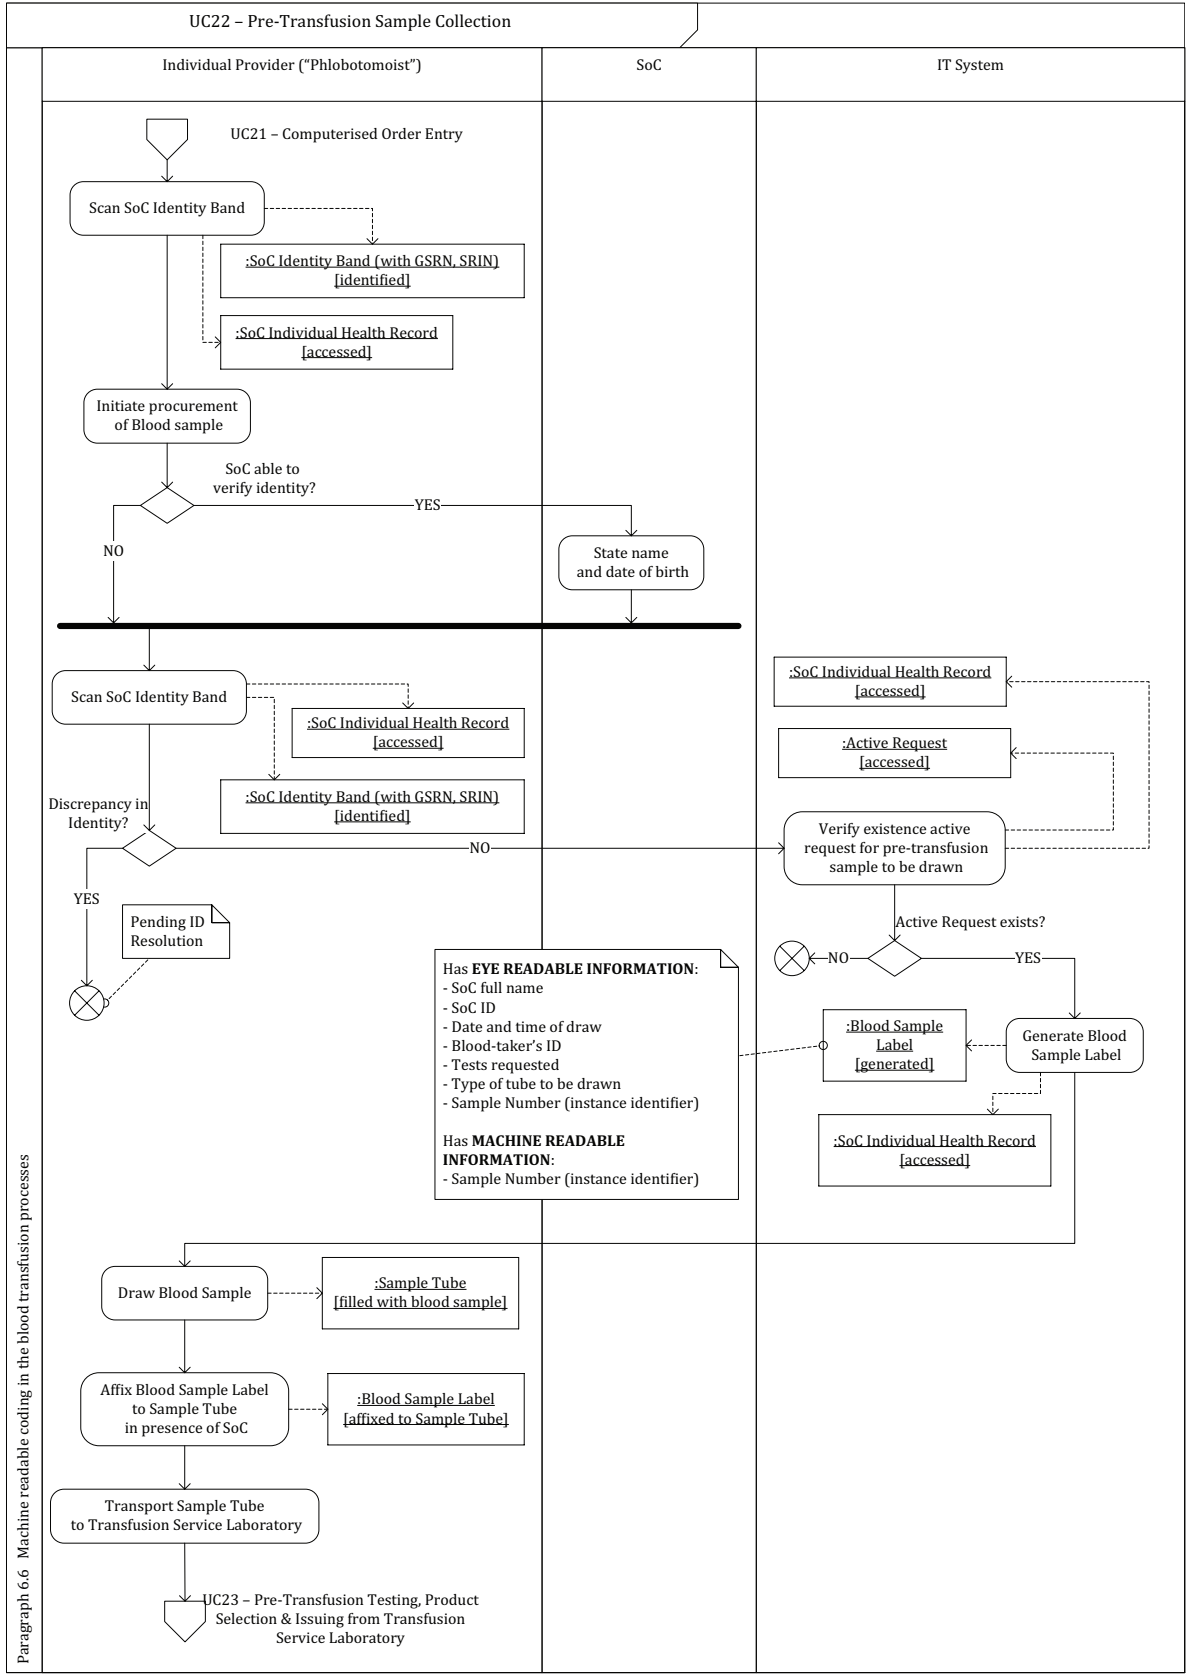 UC22 – Pre-Transfusion Sample Collection
Individual Provider (“Phlobotomoist”)
SoC
IT System
UC21 – Computerised Order Entry
Scan SoC Identity Band
:SoC Identity Band (with GSRN, SRIN)
[identified]
:SoC Individual Health Record
[accessed]
Initiate procurement
of Blood sample
SoC able to
verify identity?
YES
NO
State name
and date of birth
Scan SoC Identity Band
:SoC Individual Health Record
[accessed]
:SoC Individual Health Record
[accessed]
:Active Request
[accessed]
:SoC Identity Band (with GSRN, SRIN)
[identified]
Discrepancy in
Identity?
NO
Verify existence active
request for pre-transfusion
sample to be drawn
YES
Pending ID
Resolution
Active Request exists?
NO
YES
Has EYE READABLE INFORMATION:
- SoC full name
- SoC ID
- Date and time of draw
- Blood-taker's ID
- Tests requested
- Type of tube to be drawn
- Sample Number (instance identifier)
Has MACHINE READABLE
INFORMATION:
- Sample Number (instance identifier)
:Blood Sample
Label
[generated]
Generate Blood
Sample Label
:SoC Individual Health Record
[accessed]
Draw Blood Sample
:Sample Tube
[filled with blood sample]
Affix Blood Sample Label
to Sample Tube
in presence of SoC
:Blood Sample Label
[affixed to Sample Tube]
Transport Sample Tube
to Transfusion Service Laboratory
UC23 – Pre-Transfusion Testing, Product
Selection & Issuing from Transfusion
Service Laboratory
Paragraph 6.6 Machine readable coding in the blood transfusion processes